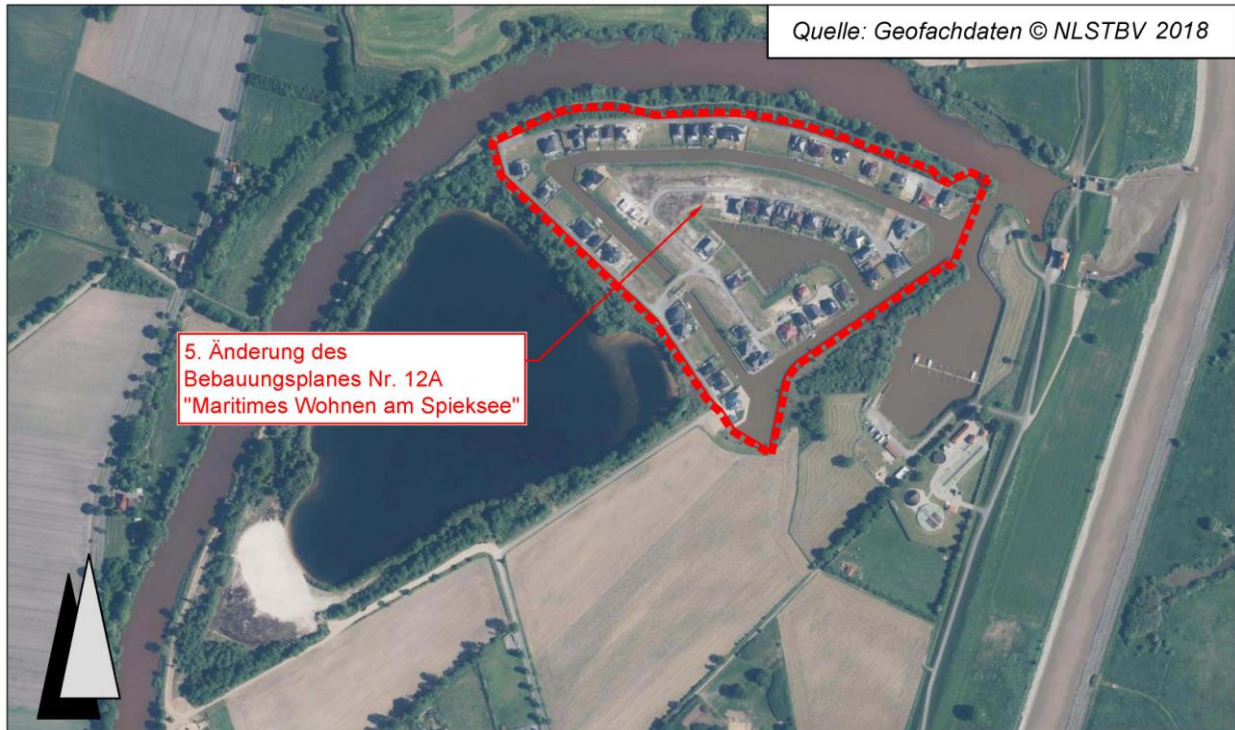 Quelle: Geofachdaten © NLSTBV 2018
5. Änderung des
Bebauungsplanes Nr. 12A
"Maritimes Wohnen am Spieksee"